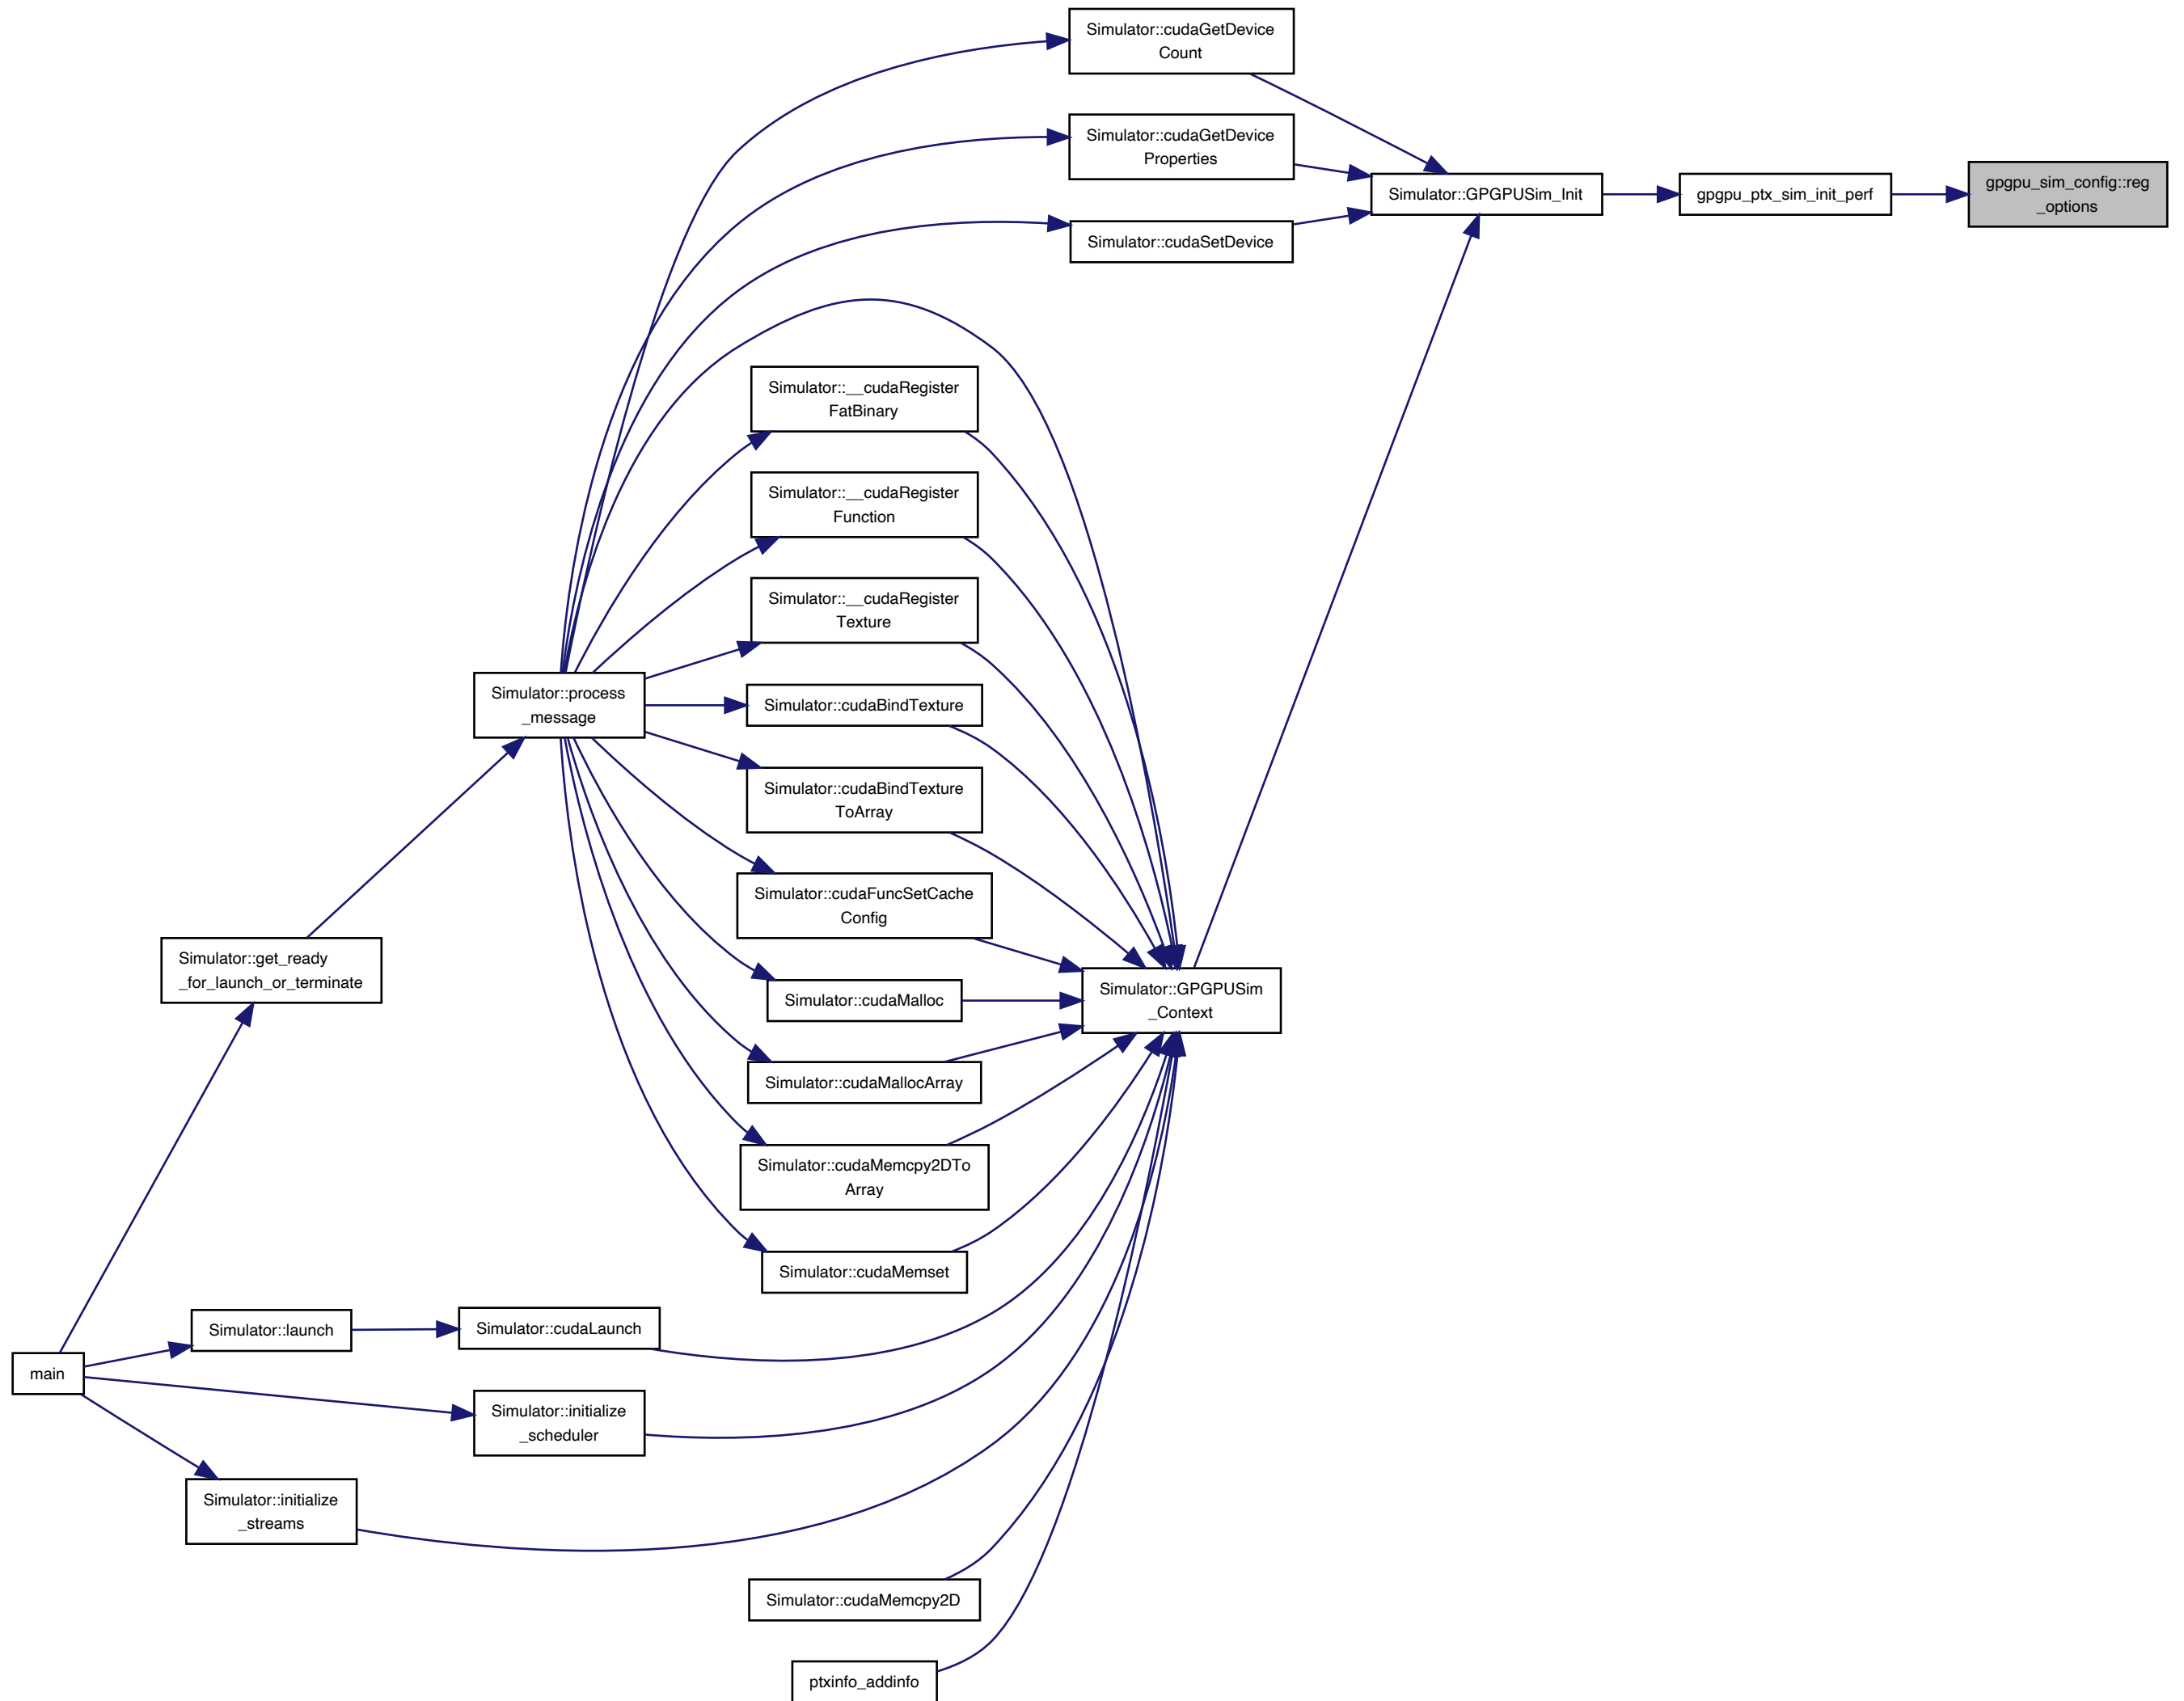 Simulator::cudaGetDevice
Count
Simulator::cudaGetDevice
Properties
Simulator::GPGPUSim_Init
gpgpu_ptx_sim_init_perf
gpgpu_sim_config::reg
_options
Simulator::cudaSetDevice
Simulator::__cudaRegister
FatBinary
Simulator::__cudaRegister
Function
Simulator::__cudaRegister
Texture
Simulator::process
_message
Simulator::cudaBindTexture
Simulator::cudaBindTexture
ToArray
Simulator::cudaFuncSetCache
Config
Simulator::get_ready
_for_launch_or_terminate
Simulator::cudaMalloc
Simulator::GPGPUSim
_Context
Simulator::cudaMallocArray
Simulator::cudaMemcpy2DTo
Array
Simulator::cudaMemset
Simulator::launch
Simulator::cudaLaunch
main
Simulator::initialize
_scheduler
Simulator::initialize
_streams
Simulator::cudaMemcpy2D
ptxinfo_addinfo